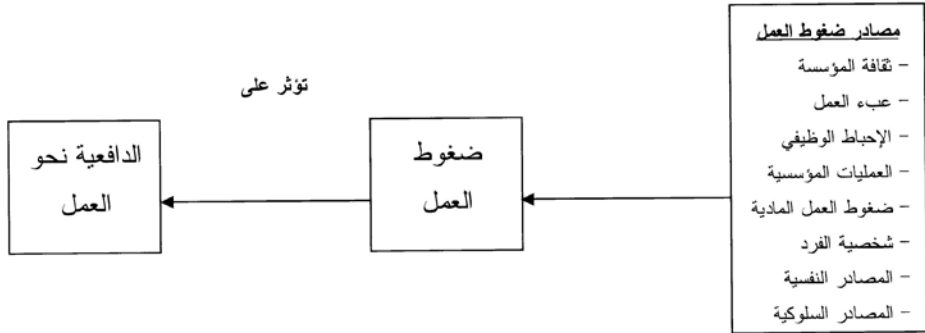 مصادر ضغوط العمل
- ثقافة المؤسسة
- عبء العمل
- الإحباط الوظيفي
- العمليات المؤسسية
- ضغوط العمل المادية
- شخصية الفرد
- المصادر النفسية
- المصادر السلوكية
ضغوط
العمل
تؤثر على
الدافعية نحو
العمل